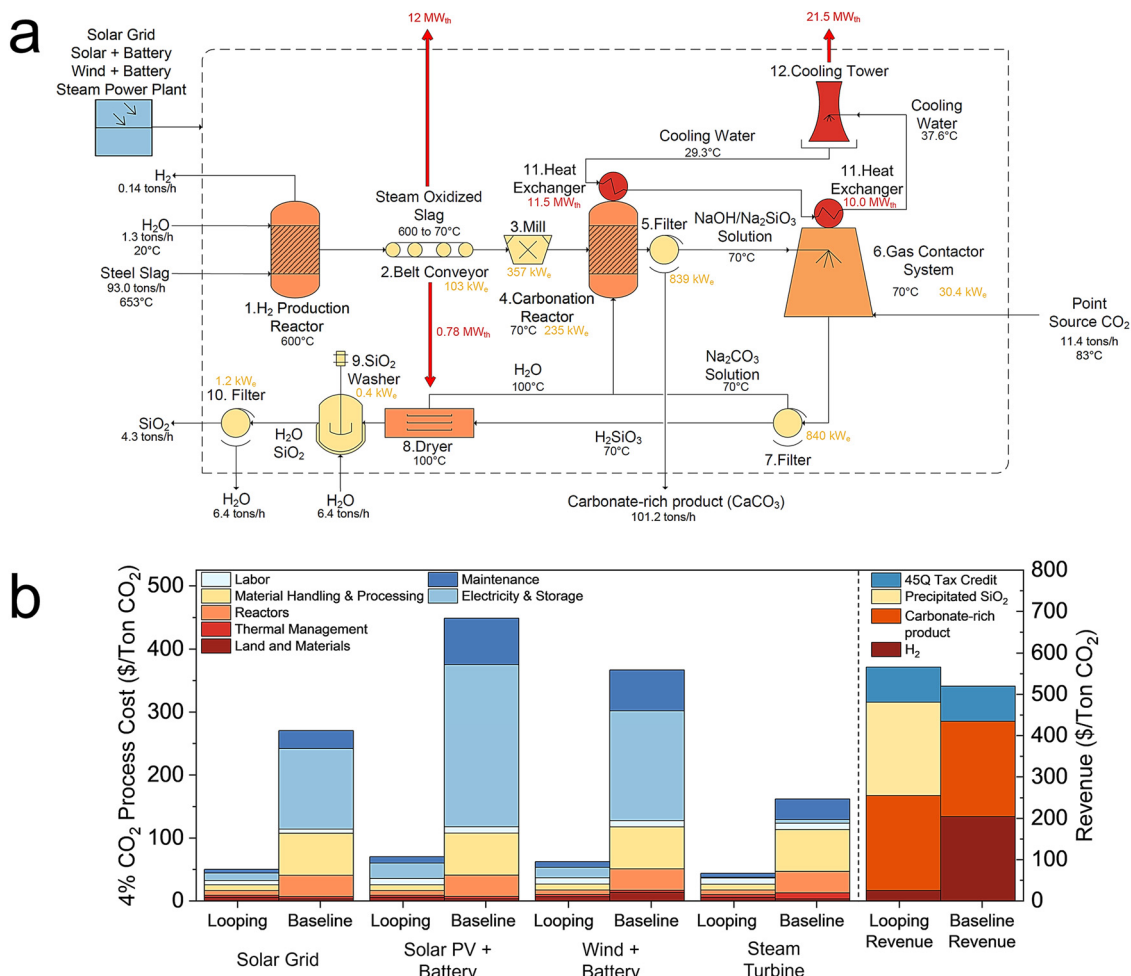 a
Solar Grid
Solar + Battery
Wind + Battery
Steam Power Plant
12 MWth
21.5 MWth
12.Cooling Tower
Cooling
Water
37.6°C
Cooling Water
29.3°C
H₂
0.14 tons/h
H₂O
1.3 tons/h
20°C
Steel Slag
93.0 tons/h
653°C
1.H₂ Production
Reactor
600°C
Steam Oxidized
Slag
600 to 70°C
2.Belt Conveyor
103 kWe
3.Mill
357 kWe
11.Heat
Exchanger
11.5 MWth
4.Carbonation
Reactor
70°C 235 kWe
5.Filter
839 kWe
NaOH/Na₂SiO₃
Solution
70°C
11.Heat
Exchanger
10.0 MWth
6.Gas Contactor
System
70°C 30.4 kWe
Point
Source CO₂
11.4 tons/h
83°C
0.78 MWth
9.SiO₂
Washer
0.4 kWe
1.2 kWe
10. Filter
SiO₂
4.3 tons/h
H₂O
SiO₂
8.Dryer
100°C
H₂O
100°C
Na₂CO₃
Solution
70°C
H₂SiO₃
70°C
840 kWe
7.Filter
H₂O
6.4 tons/h
H₂O
6.4 tons/h
Carbonate-rich product (CaCO₃)
101.2 tons/h
b
4% CO₂ Process Cost ($/Ton CO₂)
500
400
300
200
100
0
Labor
Material Handling & Processing
Reactors
Thermal Management
Land and Materials
Maintenance
Electricity & Storage
45Q Tax Credit
Precipitated SiO₂
Carbonate-rich
product
H₂
800
700
600
500
400
300
200
100
0
Revenue ($/Ton CO₂)
Looping Baseline Looping Baseline Looping Baseline Looping Baseline Looping Baseline
Revenue Revenue
Solar Grid
Solar PV +
Battery
Wind +
Battery
Steam
Turbine